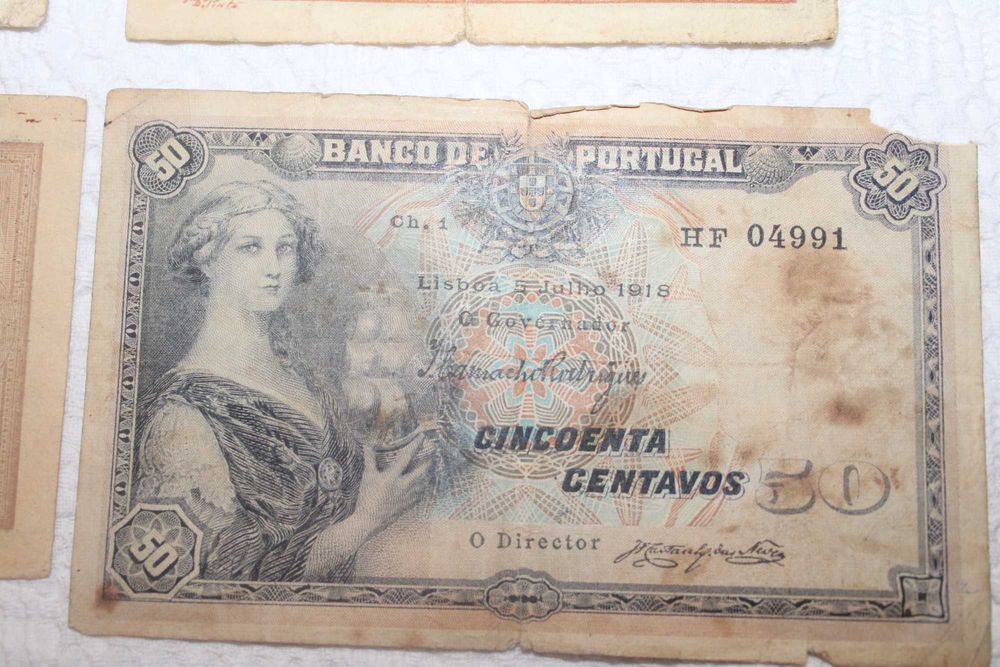 50 BANCO DE PORTUGAL 50
Ch. 1
HF 04991
Lisboa 5 Julho 1918
O Governador
CINCOENTA
CENTAVOS 50
O Director
50